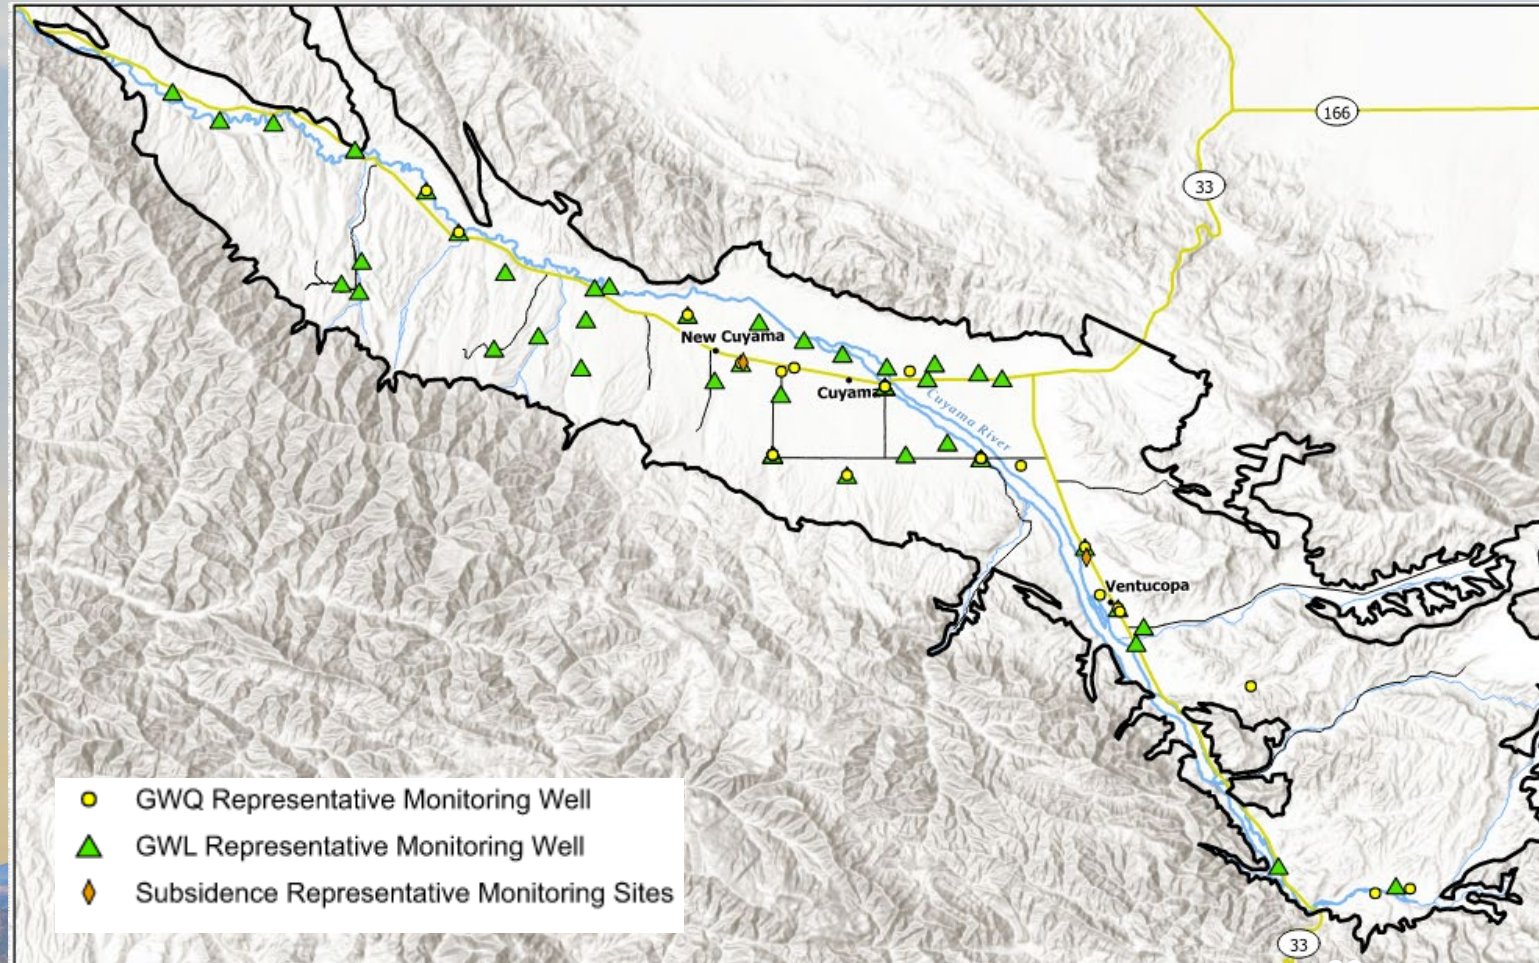 166
33
New Cuyama
Cuyama
Cuyama River
Ventucopa
GWQ Representative Monitoring Well
GWL Representative Monitoring Well
Subsidence Representative Monitoring Sites
33